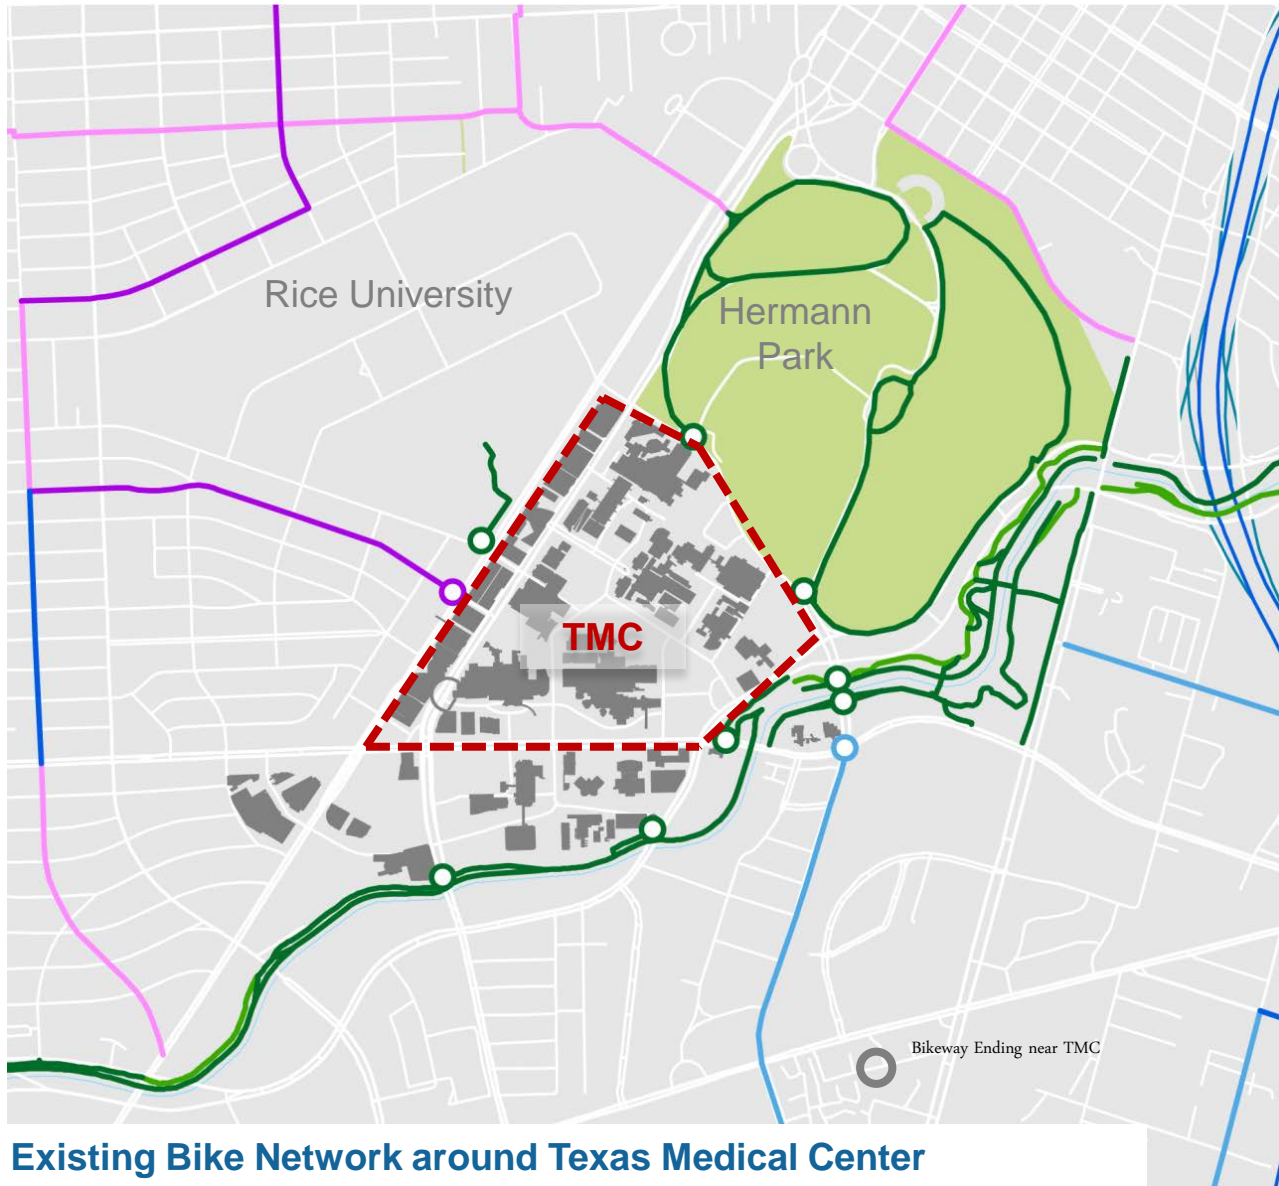 Rice University
Hermann
Park
TMC
Bikeway Ending near TMC
Existing Bike Network around Texas Medical Center